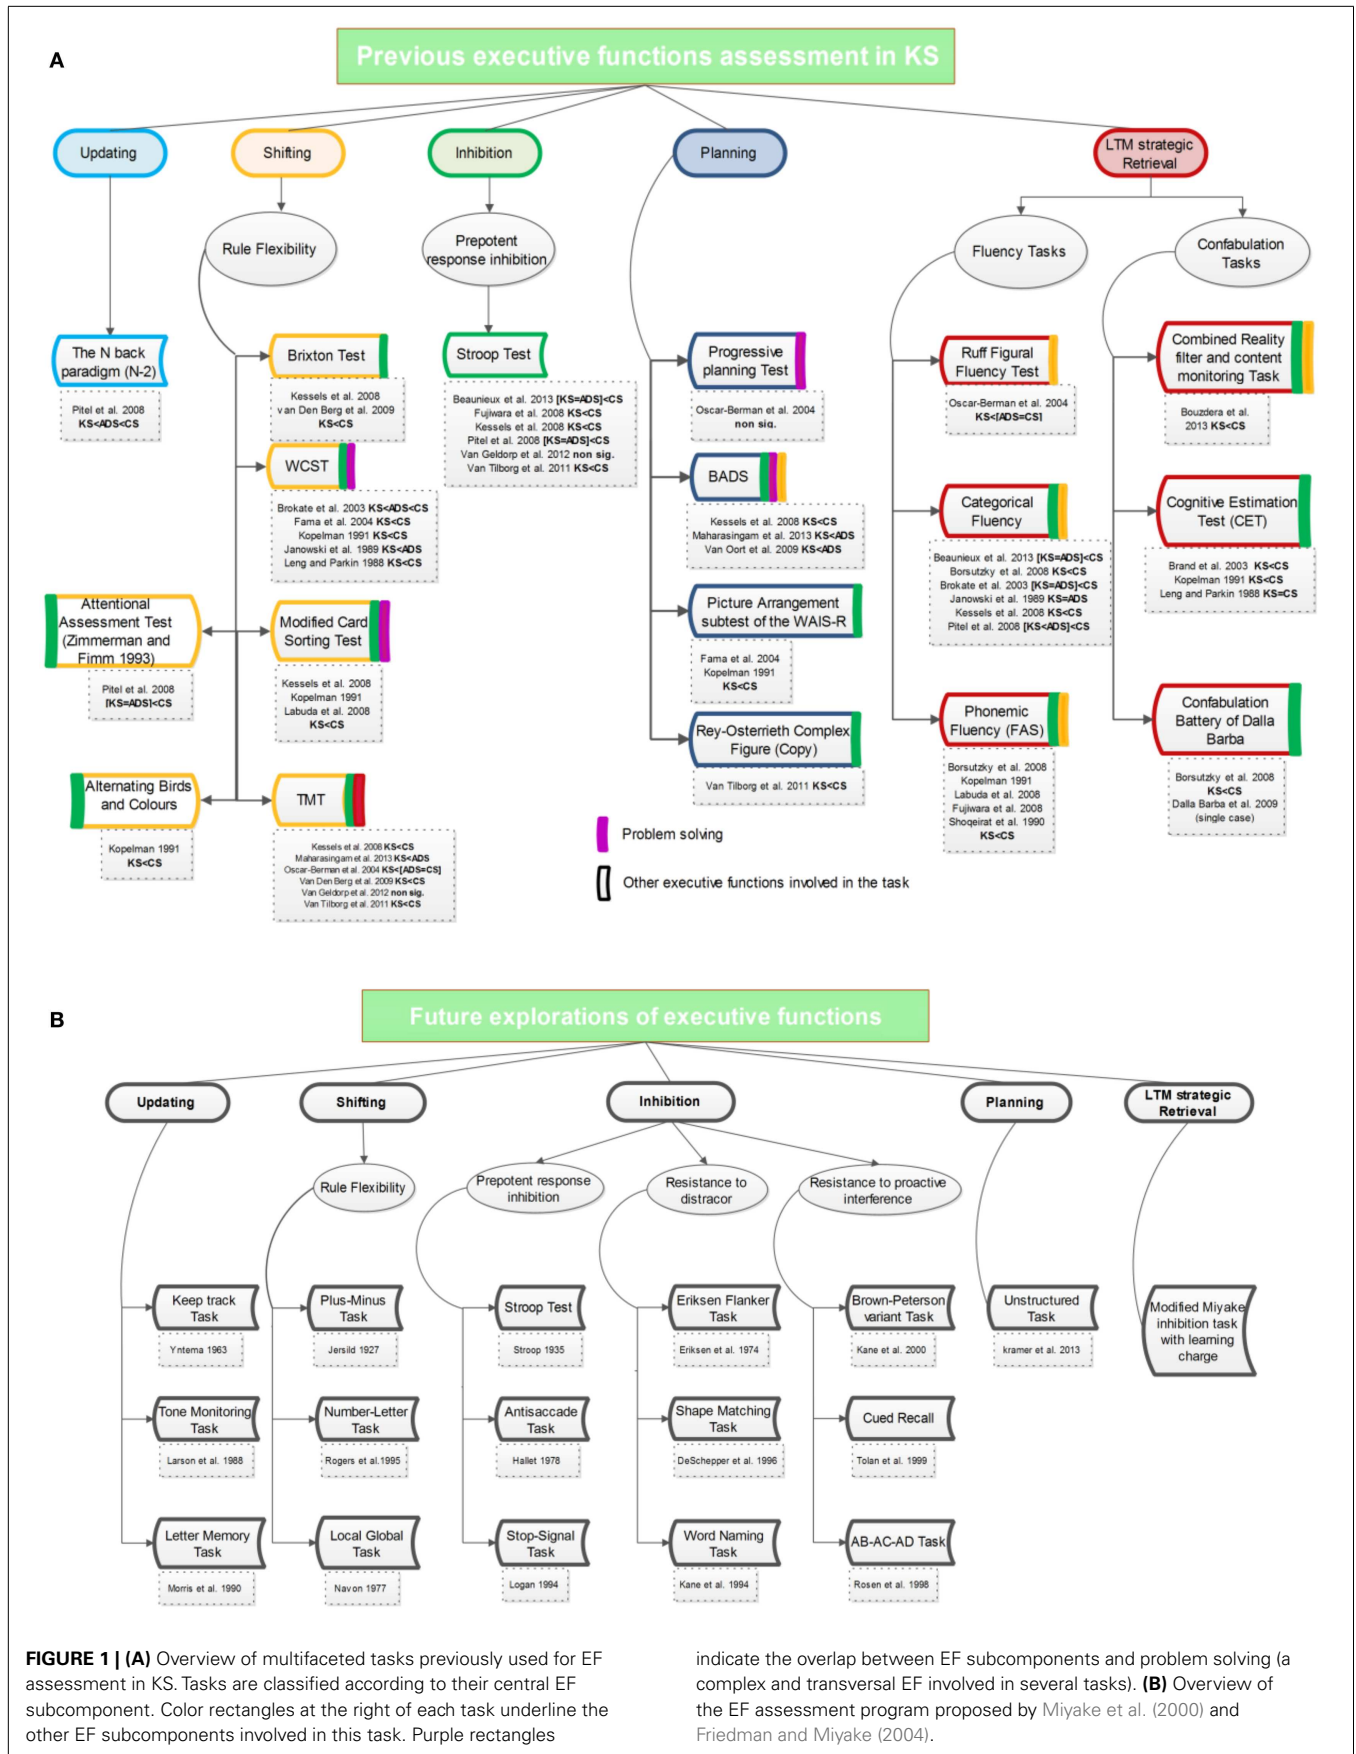 A
Previous executive functions assessment in KS
Updating
Shifting
Inhibition
Planning
LTM strategic
Retrieval
Rule Flexibility
Prepotent
response inhibition
Fluency Tasks
Confabulation
Tasks
The N back
paradigm (N-2)
Pitel et al. 2008
KS<ADS<CS
Brixton Test
Kessels et al. 2008
van Den Berg et al. 2009
KS<CS
WCST
Brokate et al. 2003 KS<ADS<CS
Fama et al. 2004 KS<CS
Kopelman 1991 KS<CS
Janowski et al. 1989 KS<ADS
Leng and Parkin 1988 KS<CS
Attentional
Assessment Test
(Zimmerman and
Fimm 1993)
Pitel et al. 2008
[KS=ADS]<CS
Modified Card
Sorting Test
Kessels et al. 2008
Kopelman 1991
Labuda et al. 2008
KS<CS
Alternating Birds
and Colours
Kopelman 1991
KS<CS
TMT
Kessels et al. 2008 KS<CS
Maharasingam et al. 2013 KS<ADS
Oscar-Berman et al. 2004 KS<[ADS=CS]
Van Den Berg et al. 2009 KS<CS
Van Geldorp et al. 2012 non sig.
Van Tilborg et al. 2011 KS<CS
Stroop Test
Beaunieux et al. 2013 [KS=ADS]<CS
Fujiwara et al. 2008 KS<CS
Kessels et al. 2008 KS<CS
Pitel et al. 2008 [KS=ADS]<CS
Van Geldorp et al. 2012 non sig.
Van Tilborg et al. 2011 KS<CS
Progressive
planning Test
Oscar-Berman et al. 2004
non sig.
BADS
Kessels et al. 2008 KS<CS
Maharasingam et al. 2013 KS<ADS
Van Oort et al. 2009 KS<ADS
Picture Arrangement
subtest of the WAIS-R
Fama et al. 2004
Kopelman 1991
KS<CS
Rey-Osterrieth Complex
Figure (Copy)
Van Tilborg et al. 2011 KS<CS
Problem solving
Other executive functions involved in the task
Ruff Figural
Fluency Test
Oscar-Berman et al. 2004
KS<[ADS=CS]
Categorical
Fluency
Beaunieux et al. 2013 [KS=ADS]<CS
Borsutzky et al. 2008 KS<CS
Brokate et al. 2003 [KS=ADS]<CS
Janowski et al. 1989 KS=ADS
Kessels et al. 2008 KS<CS
Pitel et al. 2008 [KS<ADS]<CS
Phonemic
Fluency (FAS)
Borsutzky et al. 2008
Kopelman 1991
Labuda et al. 2008
Fujiwara et al. 2008
Shoqeirat et al. 1990
KS<CS
Combined Reality
filter and content
monitoring Task
Bouzdera et al.
2013 KS<CS
Cognitive Estimation
Test (CET)
Brand et al. 2003 KS<CS
Kopelman 1991 KS<CS
Leng and Parkin 1988 KS=CS
Confabulation
Battery of Dalla
Barba
Borsutzky et al. 2008
KS<CS
Dalla Barba et al. 2009
(single case)
B
Future explorations of executive functions
Updating
Shifting
Inhibition
Planning
LTM strategic
Retrieval
Rule Flexibility
Prepotent response
inhibition
Resistance to
distracor
Resistance to proactive
interference
Keep track
Task
Yntema 1963
Tone Monitoring
Task
Larson et al. 1988
Letter Memory
Task
Morris et al. 1990
Plus-Minus
Task
Jersild 1927
Number-Letter
Task
Rogers et al.1995
Local Global
Task
Navon 1977
Stroop Test
Stroop 1935
Antisaccade
Task
Hallet 1978
Stop-Signal
Task
Logan 1994
Eriksen Flanker
Task
Eriksen et al. 1974
Shape Matching
Task
DeSchepper et al. 1996
Word Naming
Task
Kane et al. 1994
Brown-Peterson
variant Task
Kane et al. 2000
Cued Recall
Tolan et al. 1999
AB-AC-AD Task
Rosen et al. 1998
Unstructured
Task
kramer et al. 2013
Modified Miyake
inhibition task
with learning
charge
FIGURE 1 | (A) Overview of multifaceted tasks previously used for EF
assessment in KS. Tasks are classified according to their central EF
subcomponent. Color rectangles at the right of each task underline the
other EF subcomponents involved in this task. Purple rectangles
indicate the overlap between EF subcomponents and problem solving (a
complex and transversal EF involved in several tasks). (B) Overview of
the EF assessment program proposed by Miyake et al. (2000) and
Friedman and Miyake (2004).